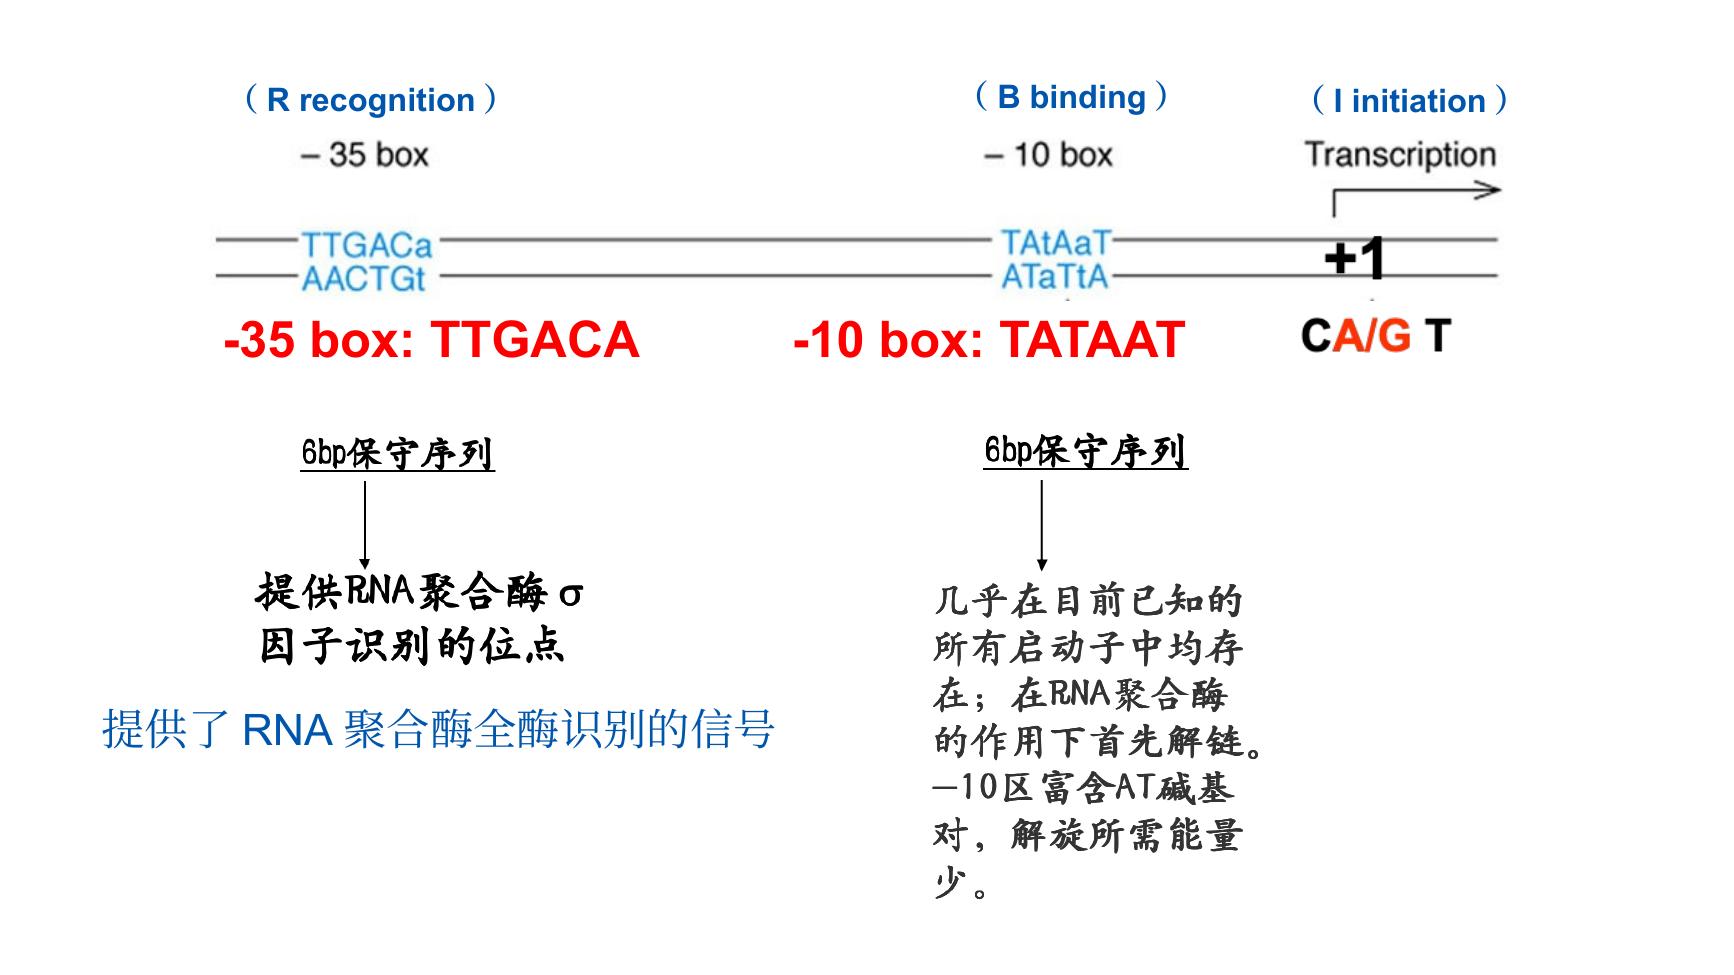 （R recognition）
（B binding）
（I initiation）
– 35 box
– 10 box
Transcription
TTGACa
AACTGt
TAtAaT
ATaTtA
+1
-35 box: TTGACA
-10 box: TATAAT
CA/G T
6bp保守序列
6bp保守序列
提供RNA聚合酶σ
因子识别的位点
提供了 RNA 聚合酶全酶识别的信号
几乎在目前已知的
所有启动子中均存
在；在RNA聚合酶
的作用下首先解链。
—10区富含AT碱基
对，解旋所需能量
少。